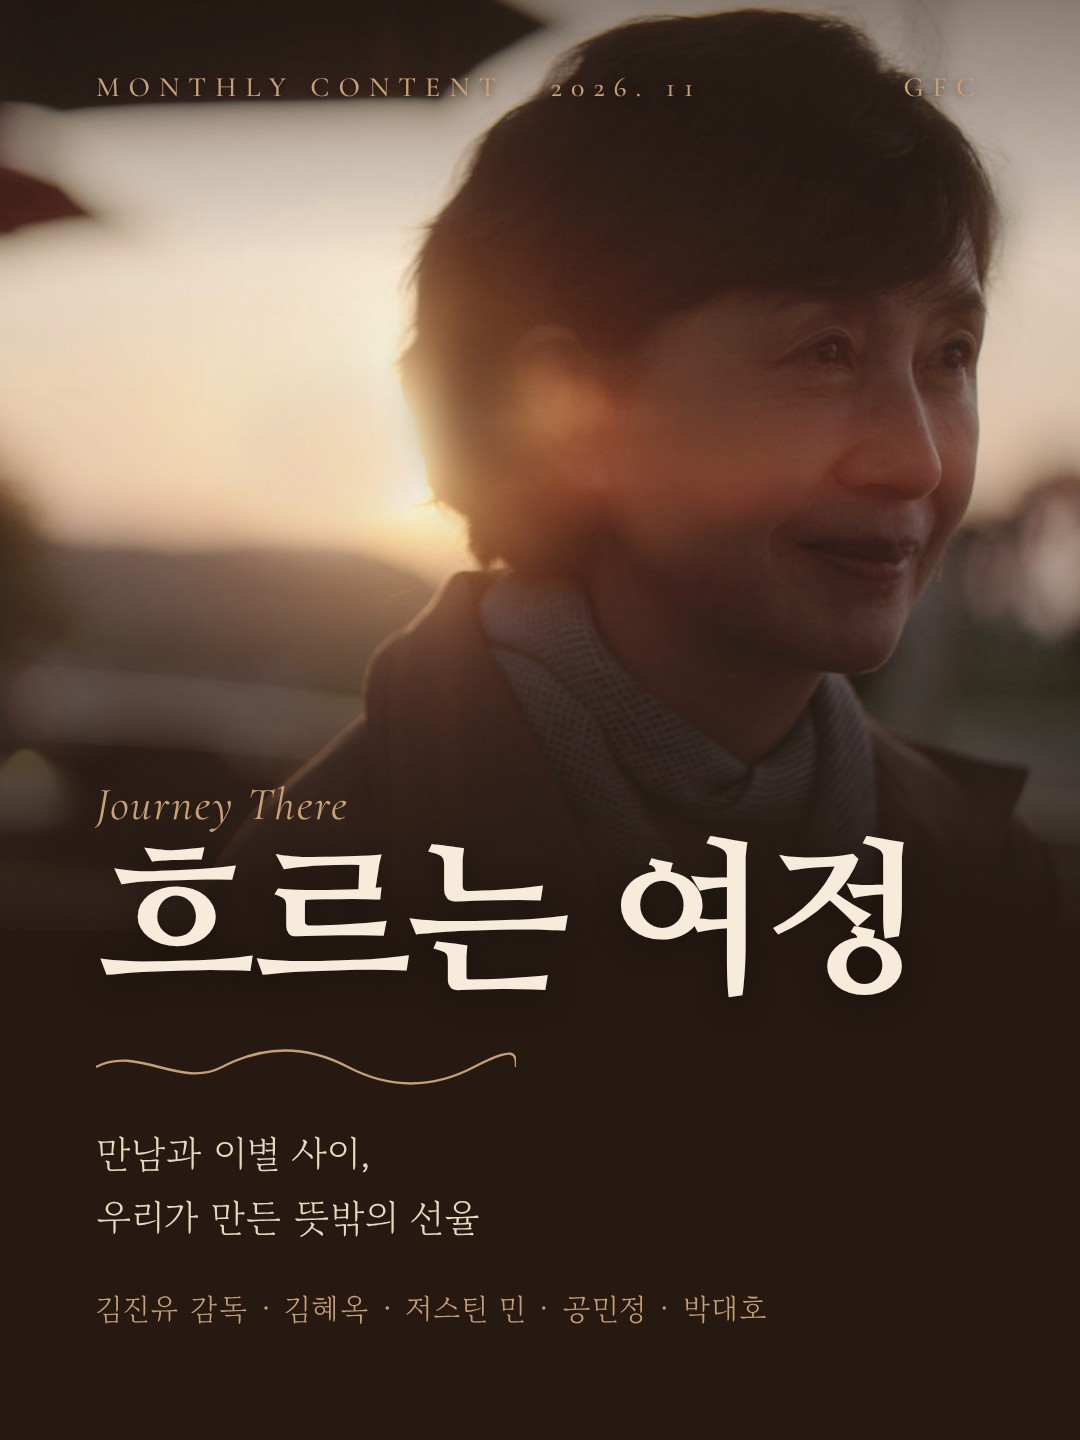 MONTHLY CONTENT 2026. 11 GFC
Journey There
흐르는 여정
만남과 이별 사이,
우리가 만든 뜻밖의 선율
김진유 감독 · 김혜옥 · 저스틴 민 · 공민정 · 박대호